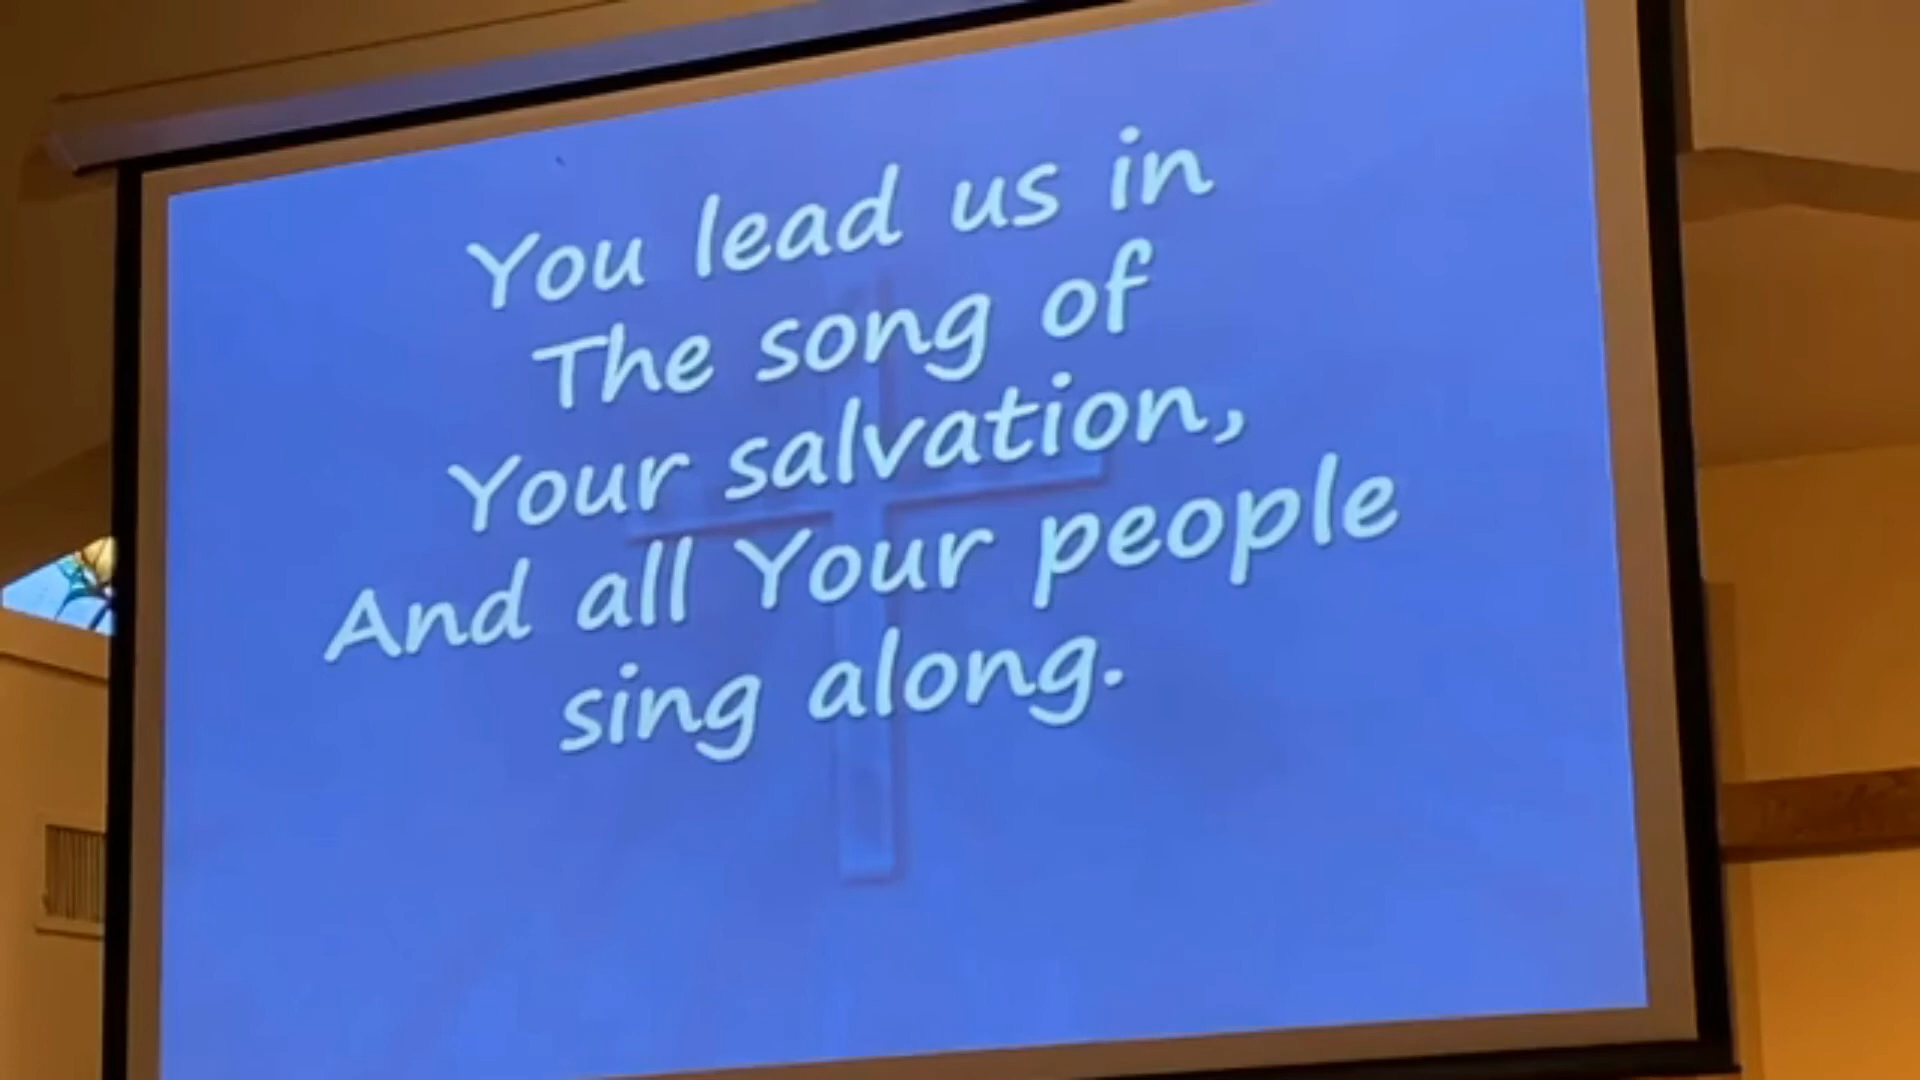 You lead us in
The song of
Your salvation,
And all Your people
sing along.